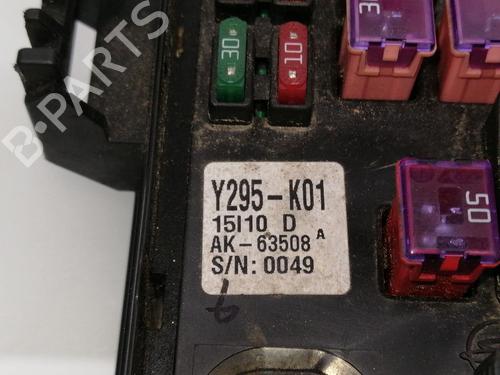 B-PARTS
30
10
Y295-K01
15I10 D
AK-63508 A
S/N: 0049
50